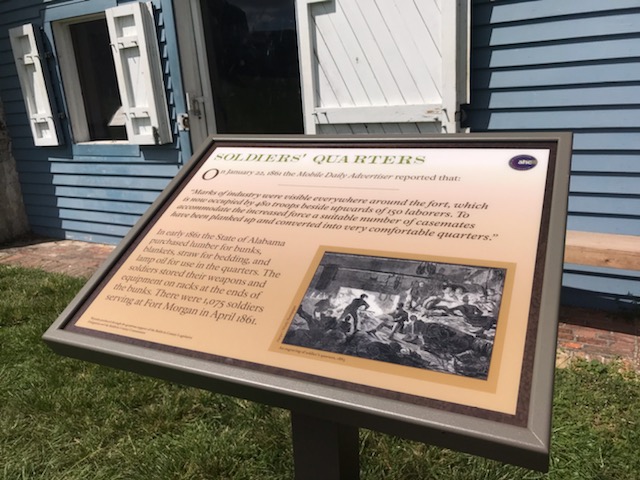 SOLDIERS' QUARTERS
ahc
On January 22, 1861 the Mobile Daily Advertiser reported that:
"Marks of industry were visible everywhere around the fort, which
is now occupied by 480 troops beside upwards of 150 laborers. To
accommodate the increased force a suitable number of casemates
have been planked up and converted into very comfortable quarters."
In early 1861 the State of Alabama
purchased lumber for bunks,
blankets, straw for bedding, and
lamp oil for use in the quarters. The
soldiers stored their weapons and
equipment on racks at the ends of
the bunks. There were 1,075 soldiers
serving at Fort Morgan in April 1861.